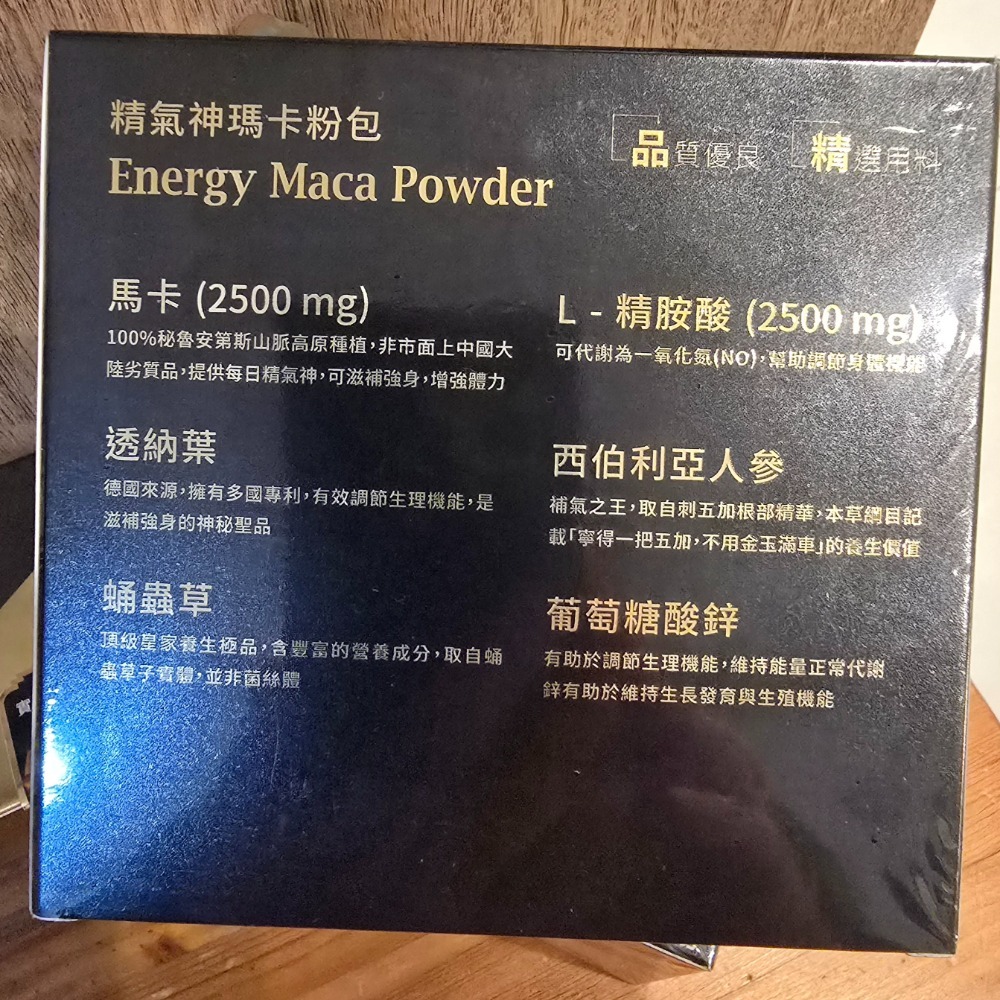 精氣神瑪卡粉包
Energy Maca Powder
品質優良
精選用料
馬卡 (2500 mg)
100%秘魯安第斯山脈高原種植，非市面上中國大
陸劣質品，提供每日精氣神，可滋補強身，增強體力
L - 精胺酸 (2500 mg)
可代謝為一氧化氮(NO)，幫助調節身體機能
透納葉
德國來源，擁有多國專利，有效調節生理機能，是
滋補強身的神秘聖品
西伯利亞人參
補氣之王，取自刺五加根部精華，本草綱目記
載「寧得一把五加，不用金玉滿車」的養生價值
蛹蟲草
頂級皇家養生極品，含豐富的營養成分，取自蛹
蟲草子實體，並非菌絲體
葡萄糖酸鋅
有助於調節生理機能，維持能量正常代謝
鋅有助於維持生長發育與生殖機能